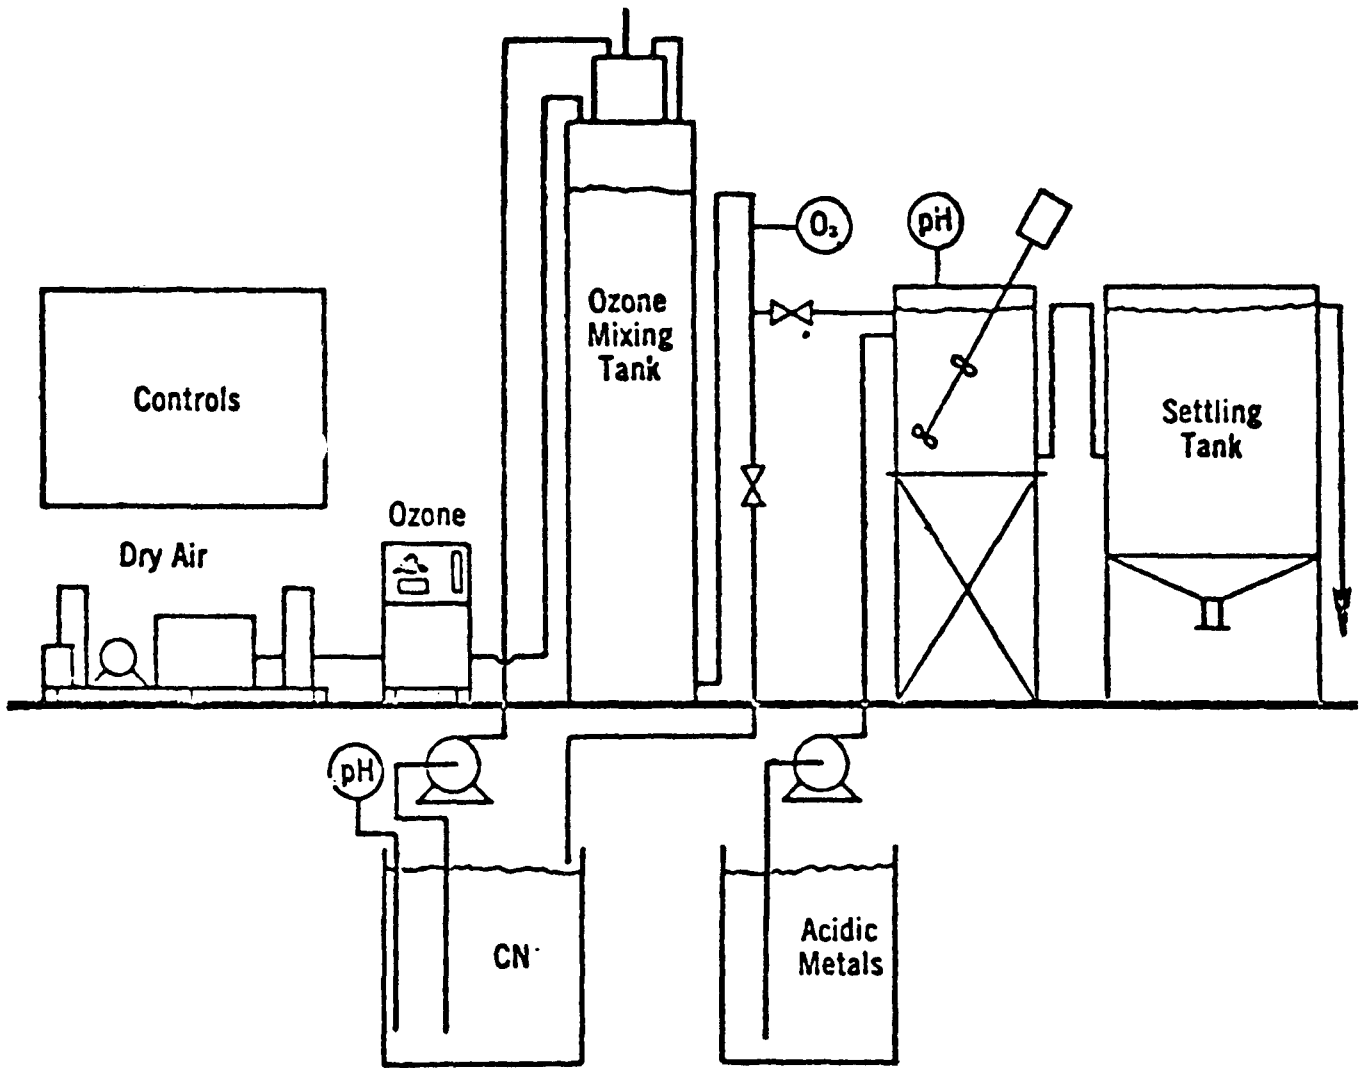 O₃
pH
Ozone
Mixing
Tank
Controls
Settling
Tank
Ozone
Dry Air
pH
CN⁻
Acidic
Metals